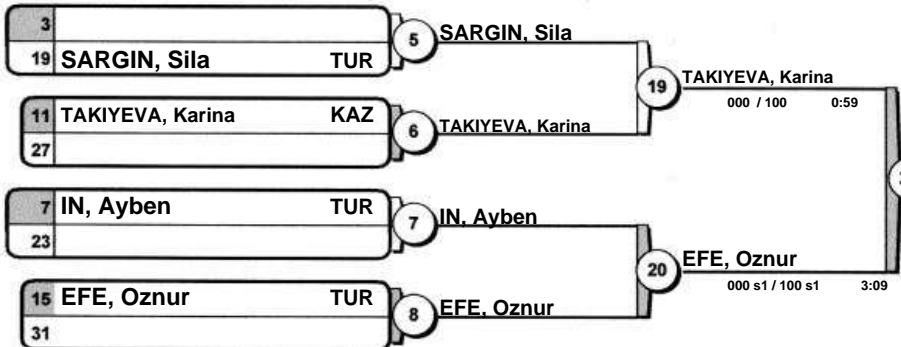 3
19 SARGIN, Sila TUR
5 SARGIN, Sila
11 TAKIYEVA, Karina KAZ
27
6 TAKIYEVA, Karina
19 TAKIYEVA, Karina
000 / 100 0:59
7 IN, Ayben TUR
23
7 IN, Ayben
15 EFE, Oznur TUR
31
8 EFE, Oznur
20 EFE, Oznur
000 s1 / 100 s1 3:09